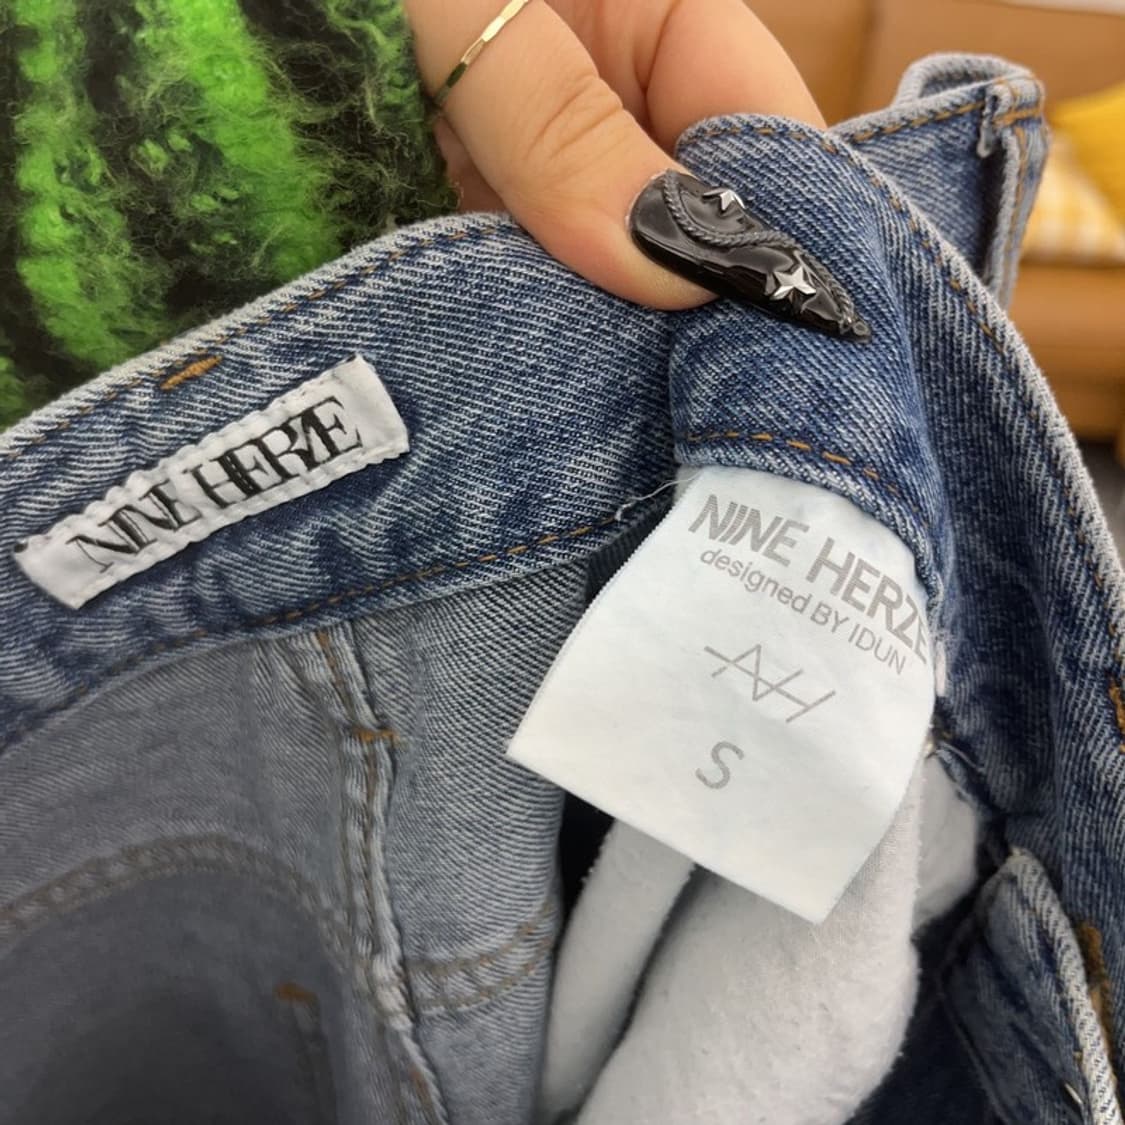 NINE HERZE
NINE HERZE
designed BY IDUN
S